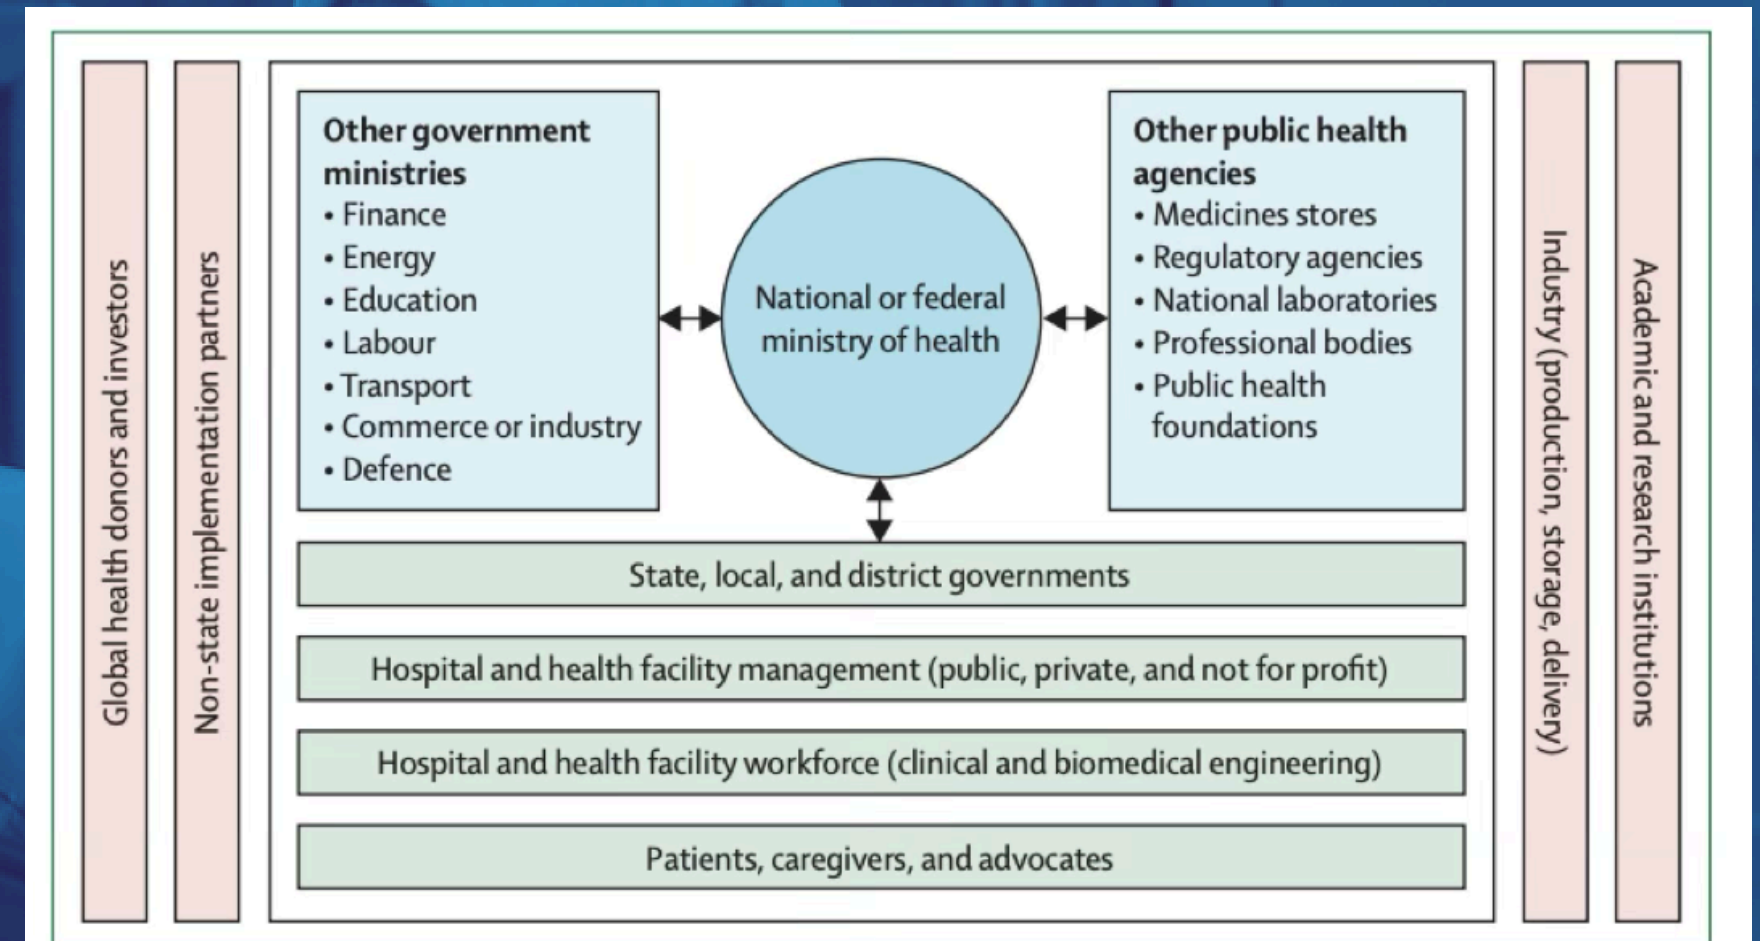 Global health donors and investors
Non-state implementation partners
Other government
ministries
• Finance
• Energy
• Education
• Labour
• Transport
• Commerce or industry
• Defence
National or federal
ministry of health
Other public health
agencies
• Medicines stores
• Regulatory agencies
• National laboratories
• Professional bodies
• Public health
foundations
State, local, and district governments
Hospital and health facility management (public, private, and not for profit)
Hospital and health facility workforce (clinical and biomedical engineering)
Patients, caregivers, and advocates
Industry (production, storage, delivery)
Academic and research institutions